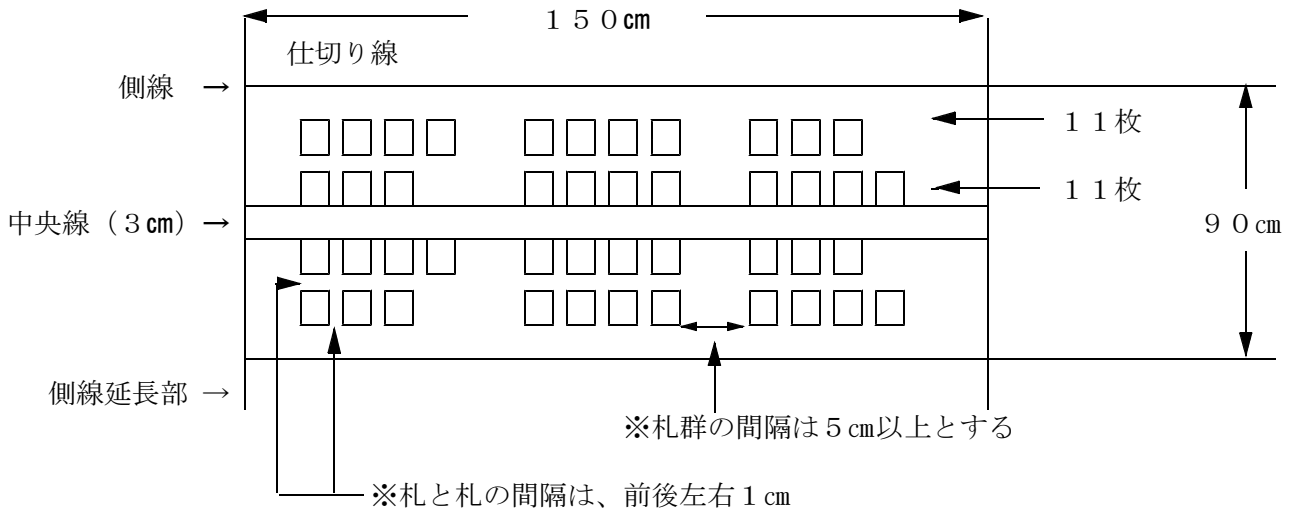 １５０㎝
仕切り線
側線 →
１１枚
１１枚
中央線（３㎝）→
９０㎝
側線延長部 →
※札群の間隔は５㎝以上とする
※札と札の間隔は、前後左右１㎝